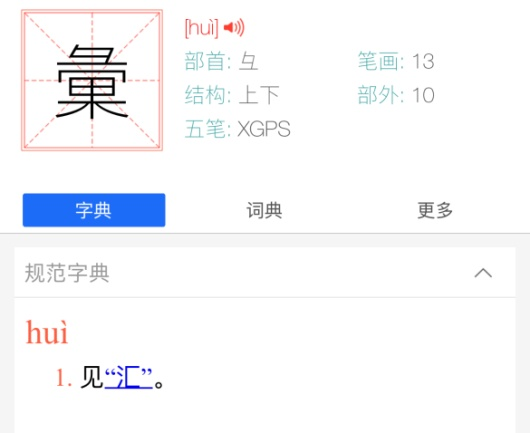 彙
[huì]
部首: 彑 笔画: 13
结构: 上下 部外: 10
五笔: XGPS
字典 词典 更多
规范字典
huì
1. 见“汇”。